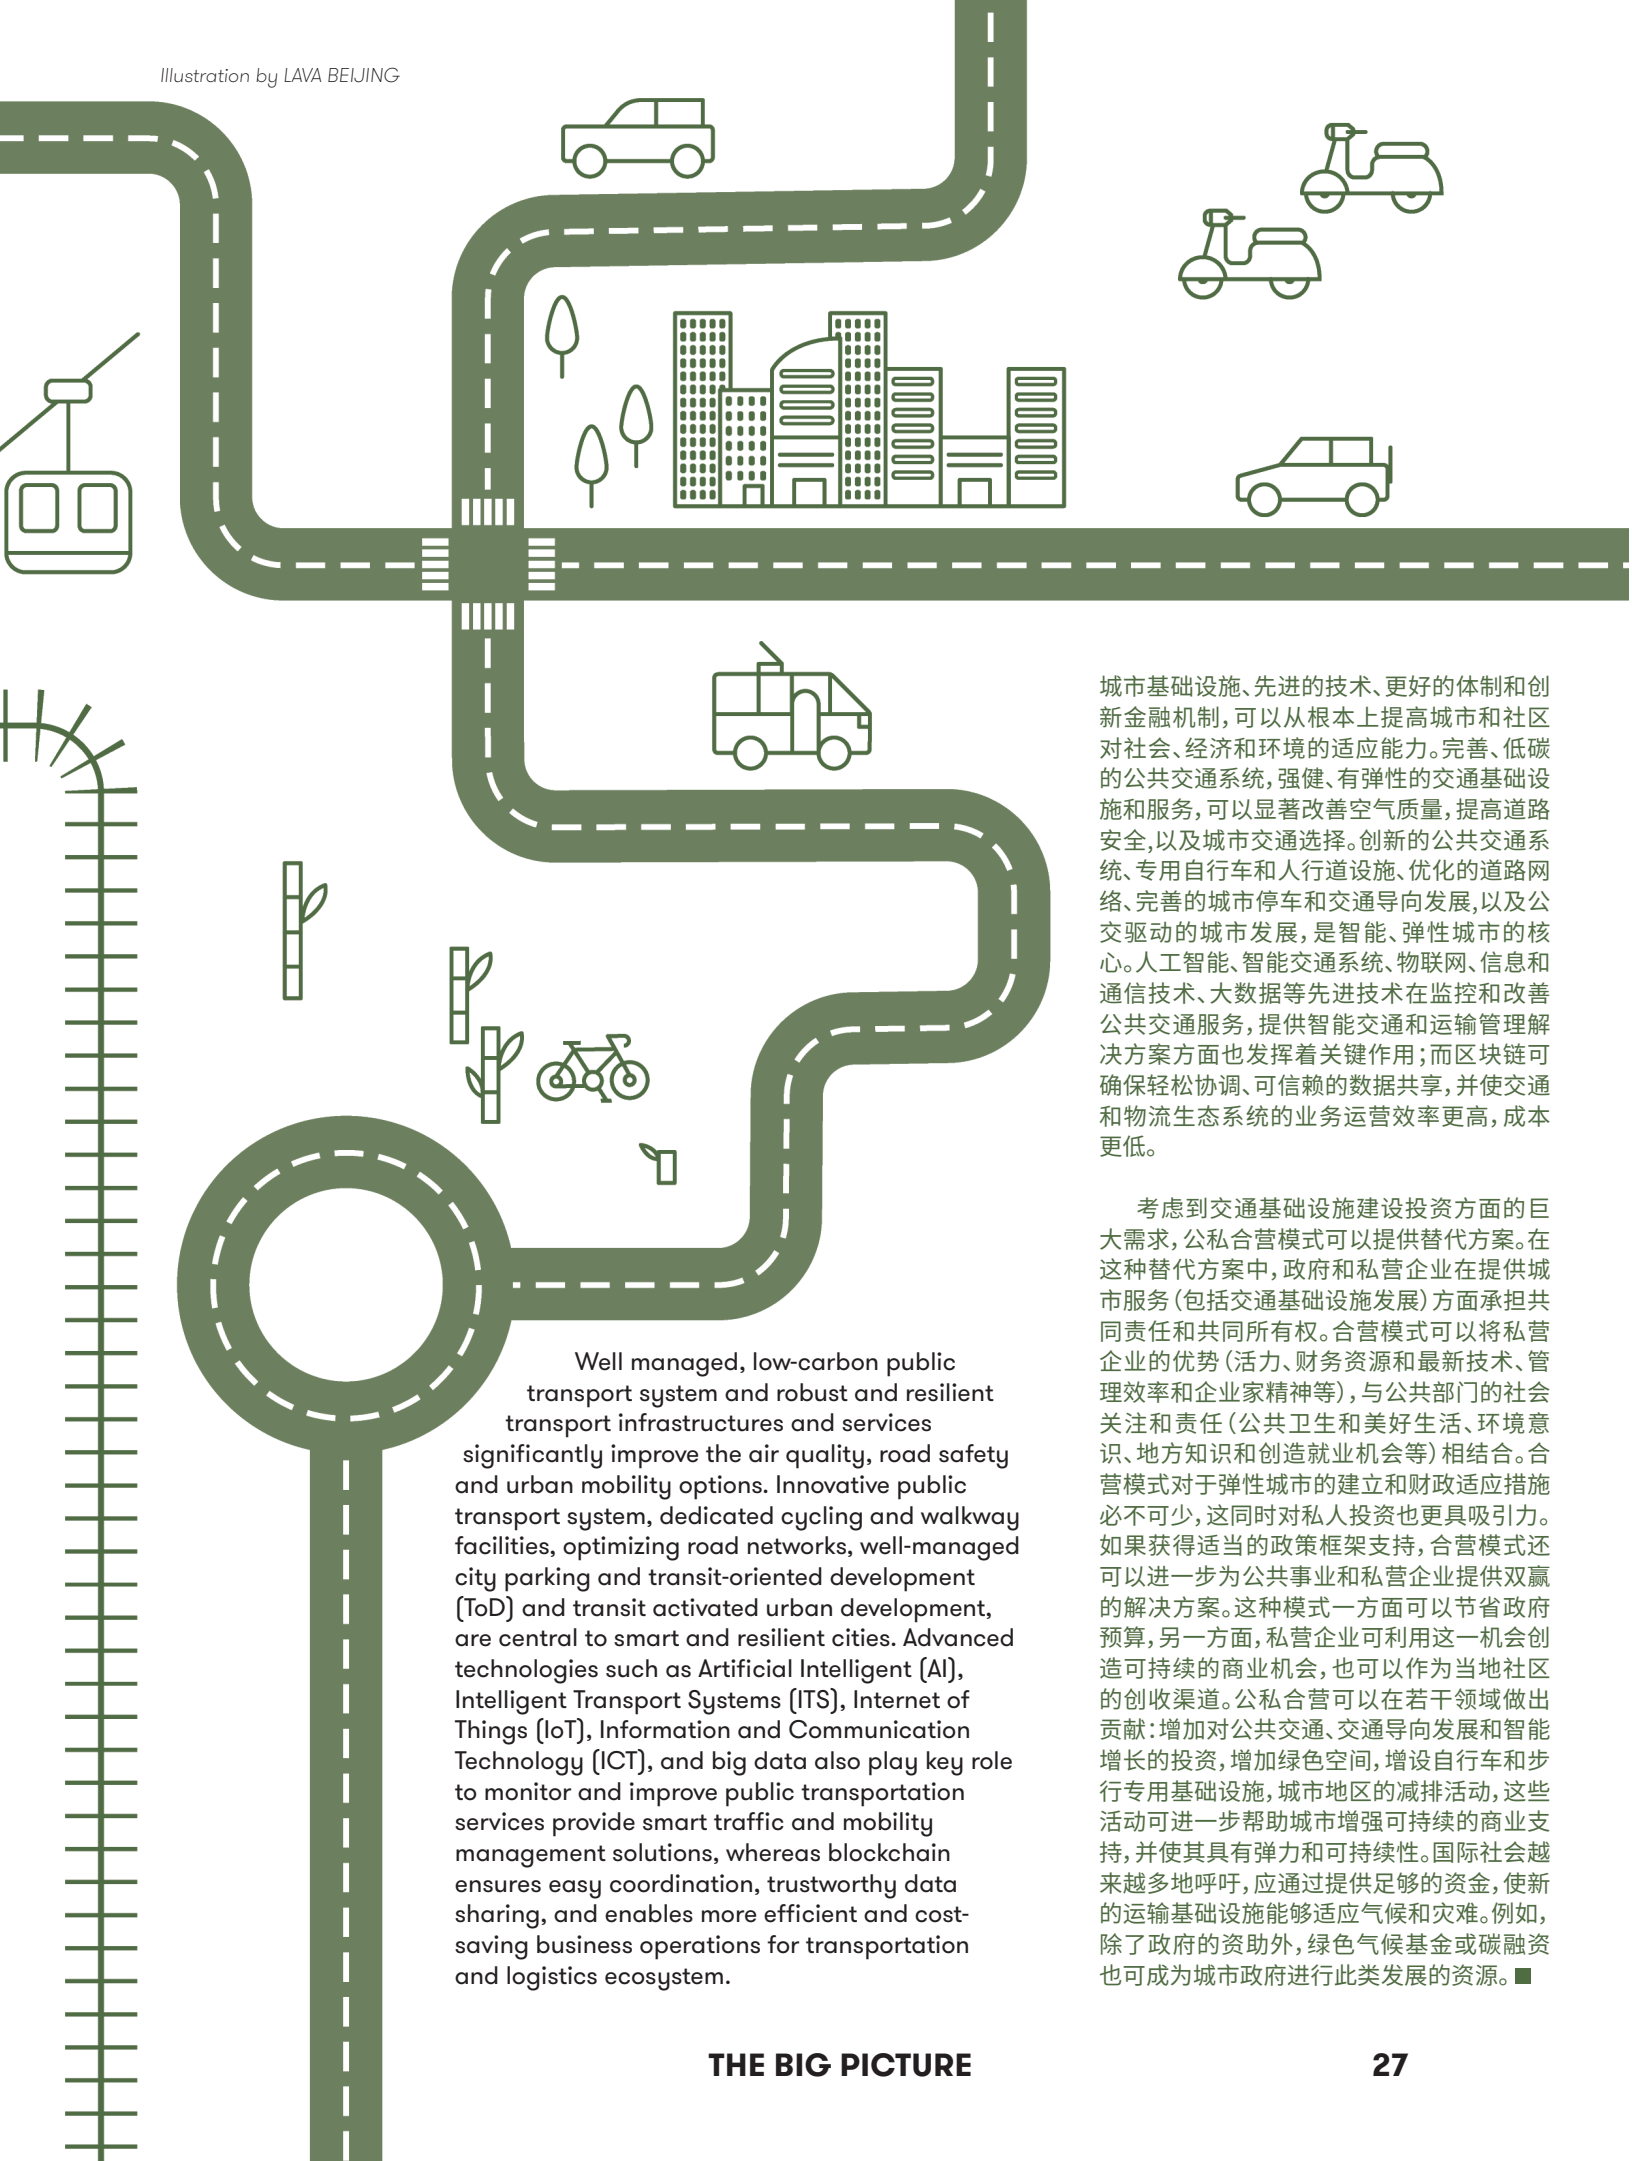 Illustration by LAVA BEIJING
Well managed, low-carbon public
transport system and robust and resilient
transport infrastructures and services
significantly improve the air quality, road safety
and urban mobility options. Innovative public
transport system, dedicated cycling and walkway
facilities, optimizing road networks, well-managed
city parking and transit-oriented development
(ToD) and transit activated urban development,
are central to smart and resilient cities. Advanced
technologies such as Artificial Intelligent (AI),
Intelligent Transport Systems (ITS), Internet of
Things (IoT), Information and Communication
Technology (ICT), and big data also play key role
to monitor and improve public transportation
services provide smart traffic and mobility
management solutions, whereas blockchain
ensures easy coordination, trustworthy data
sharing, and enables more efficient and cost-
saving business operations for transportation
and logistics ecosystem.
城市基础设施、先进的技术、更好的体制和创
新金融机制，可以从根本上提高城市和社区
对社会、经济和环境的适应能力。完善、低碳
的公共交通系统，强健、有弹性的交通基础设
施和服务，可以显著改善空气质量，提高道路
安全,以及城市交通选择。创新的公共交通系
统、专用自行车和人行道设施、优化的道路网
络、完善的城市停车和交通导向发展,以及公
交驱动的城市发展，是智能、弹性城市的核
心。人工智能、智能交通系统、物联网、信息和
通信技术、大数据等先进技术在监控和改善
公共交通服务，提供智能交通和运输管理解
决方案方面也发挥着关键作用；而区块链可
确保轻松协调、可信赖的数据共享，并使交通
和物流生态系统的业务运营效率更高，成本
更低。
考虑到交通基础设施建设投资方面的巨
大需求，公私合营模式可以提供替代方案。在
这种替代方案中，政府和私营企业在提供城
市服务（包括交通基础设施发展）方面承担共
同责任和共同所有权。合营模式可以将私营
企业的优势（活力、财务资源和最新技术、管
理效率和企业家精神等），与公共部门的社会
关注和责任（公共卫生和美好生活、环境意
识、地方知识和创造就业机会等）相结合。合
营模式对于弹性城市的建立和财政适应措施
必不可少，这同时对私人投资也更具吸引力。
如果获得适当的政策框架支持，合营模式还
可以进一步为公共事业和私营企业提供双赢
的解决方案。这种模式一方面可以节省政府
预算，另一方面，私营企业可利用这一机会创
造可持续的商业机会，也可以作为当地社区
的创收渠道。公私合营可以在若干领域做出
贡献：增加对公共交通、交通导向发展和智能
增长的投资，增加绿色空间，增设自行车和步
行专用基础设施，城市地区的减排活动，这些
活动可进一步帮助城市增强可持续的商业支
持，并使其具有弹力和可持续性。国际社会越
来越多地呼吁，应通过提供足够的资金，使新
的运输基础设施能够适应气候和灾难。例如，
除了政府的资助外，绿色气候基金或碳融资
也可成为城市政府进行此类发展的资源。■
THE BIG PICTURE
27